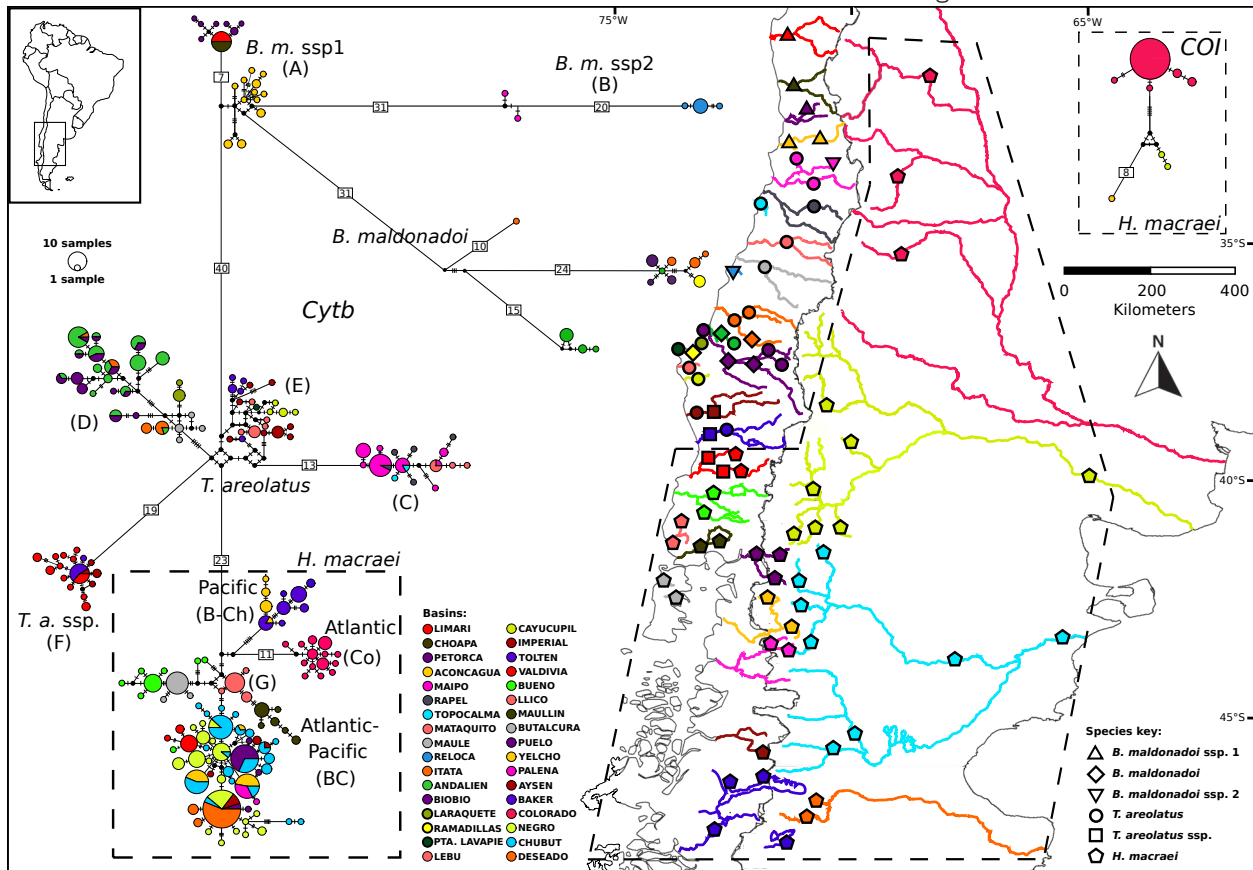 75°W
65°W
35°S
40°S
45°S
B. m. ssp1
(A)
B. m. ssp2
(B)
7
31
20
31
B. maldonadoi
10
24
15
40
Cytb
10 samples
1 sample
(D)
(E)
13
(C)
T. areolatus
19
23
T. a. ssp.
(F)
H. macraei
Pacific
(B-Ch)
Atlantic
(Co)
11
(G)
Atlantic-
Pacific
(BC)
Basins:
LIMARI
CHOAPA
PETORCA
ACONCAGUA
MAIPO
RAPEL
TOPOCALMA
MATAQUITO
MAULE
RELOCA
ITATA
ANDALIEN
BIOBIO
LARAQUETE
RAMADILLAS
PTA. LAVAPIE
LEBU
CAYUCUPIL
IMPERIAL
TOLTEN
VALDIVIA
BUENO
LLICO
MAULLIN
BUTALCURA
PUELO
YELCHO
PALENA
AYSEN
BAKER
COLORADO
NEGRO
CHUBUT
DESEADO
COI
8
H. macraei
0 200 400
Kilometers
N
Species key:
B. maldonadoi ssp. 1
B. maldonadoi
B. maldonadoi ssp. 2
T. areolatus
T. areolatus ssp.
H. macraei